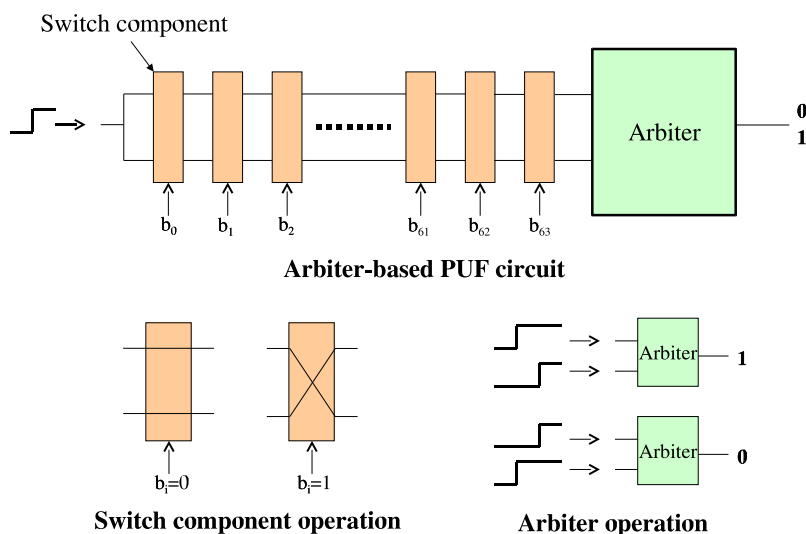 Switch component
Arbiter
0
1
b0 b1 b2 b61 b62 b63
Arbiter-based PUF circuit
bi=0 bi=1
Switch component operation
Arbiter 1
Arbiter 0
Arbiter operation